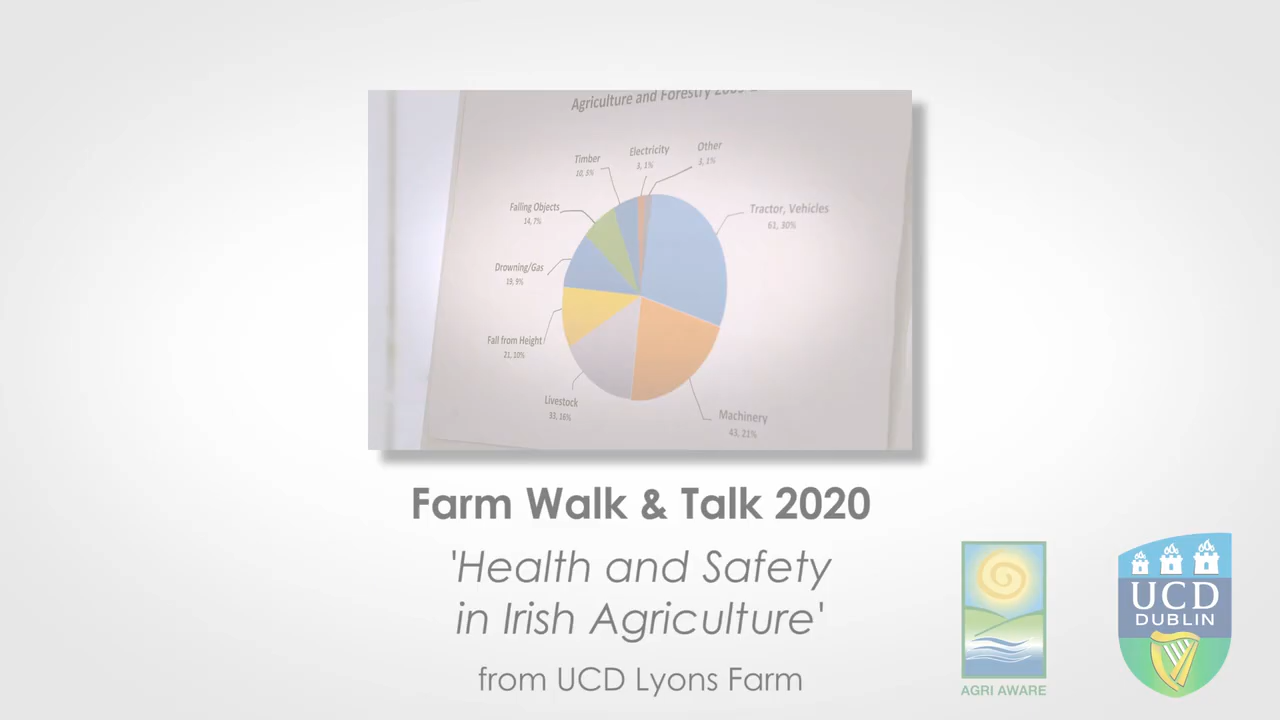 Agriculture and Forestry
Electricity
3, 1%
Other
3, 1%
Timber
10, 5%
Falling Objects
14, 7%
Tractor, Vehicles
61, 30%
Drowning/Gas
19, 9%
Fall from Height
21, 10%
Livestock
33, 16%
Machinery
43, 21%
Farm Walk & Talk 2020
'Health and Safety
in Irish Agriculture'
from UCD Lyons Farm
AGRI AWARE
UCD
DUBLIN